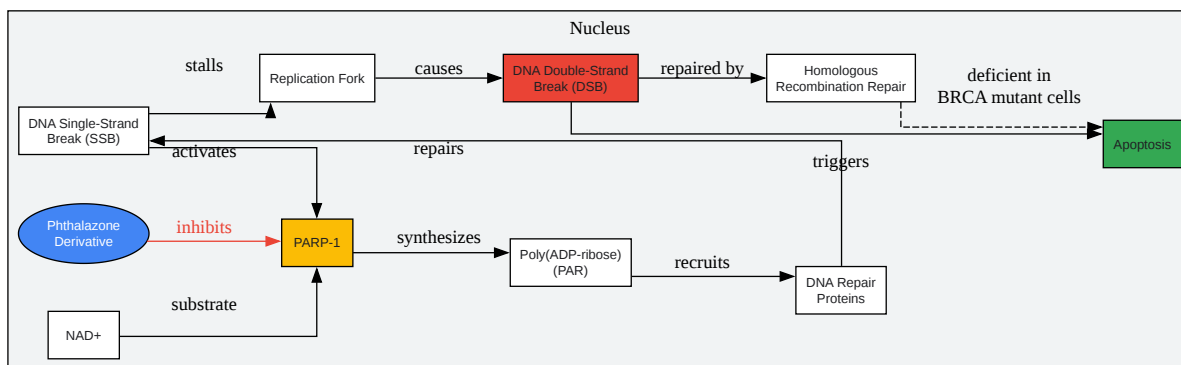 Nucleus
stalls
Replication Fork
causes
DNA Double-Strand
Break (DSB)
repaired by
Homologous
Recombination Repair
deficient in
BRCA mutant cells
DNA Single-Strand
Break (SSB)
activates
repairs
triggers
Apoptosis
Phthalazone
Derivative
inhibits
PARP-1
synthesizes
Poly(ADP-ribose)
(PAR)
recruits
DNA Repair
Proteins
substrate
NAD+